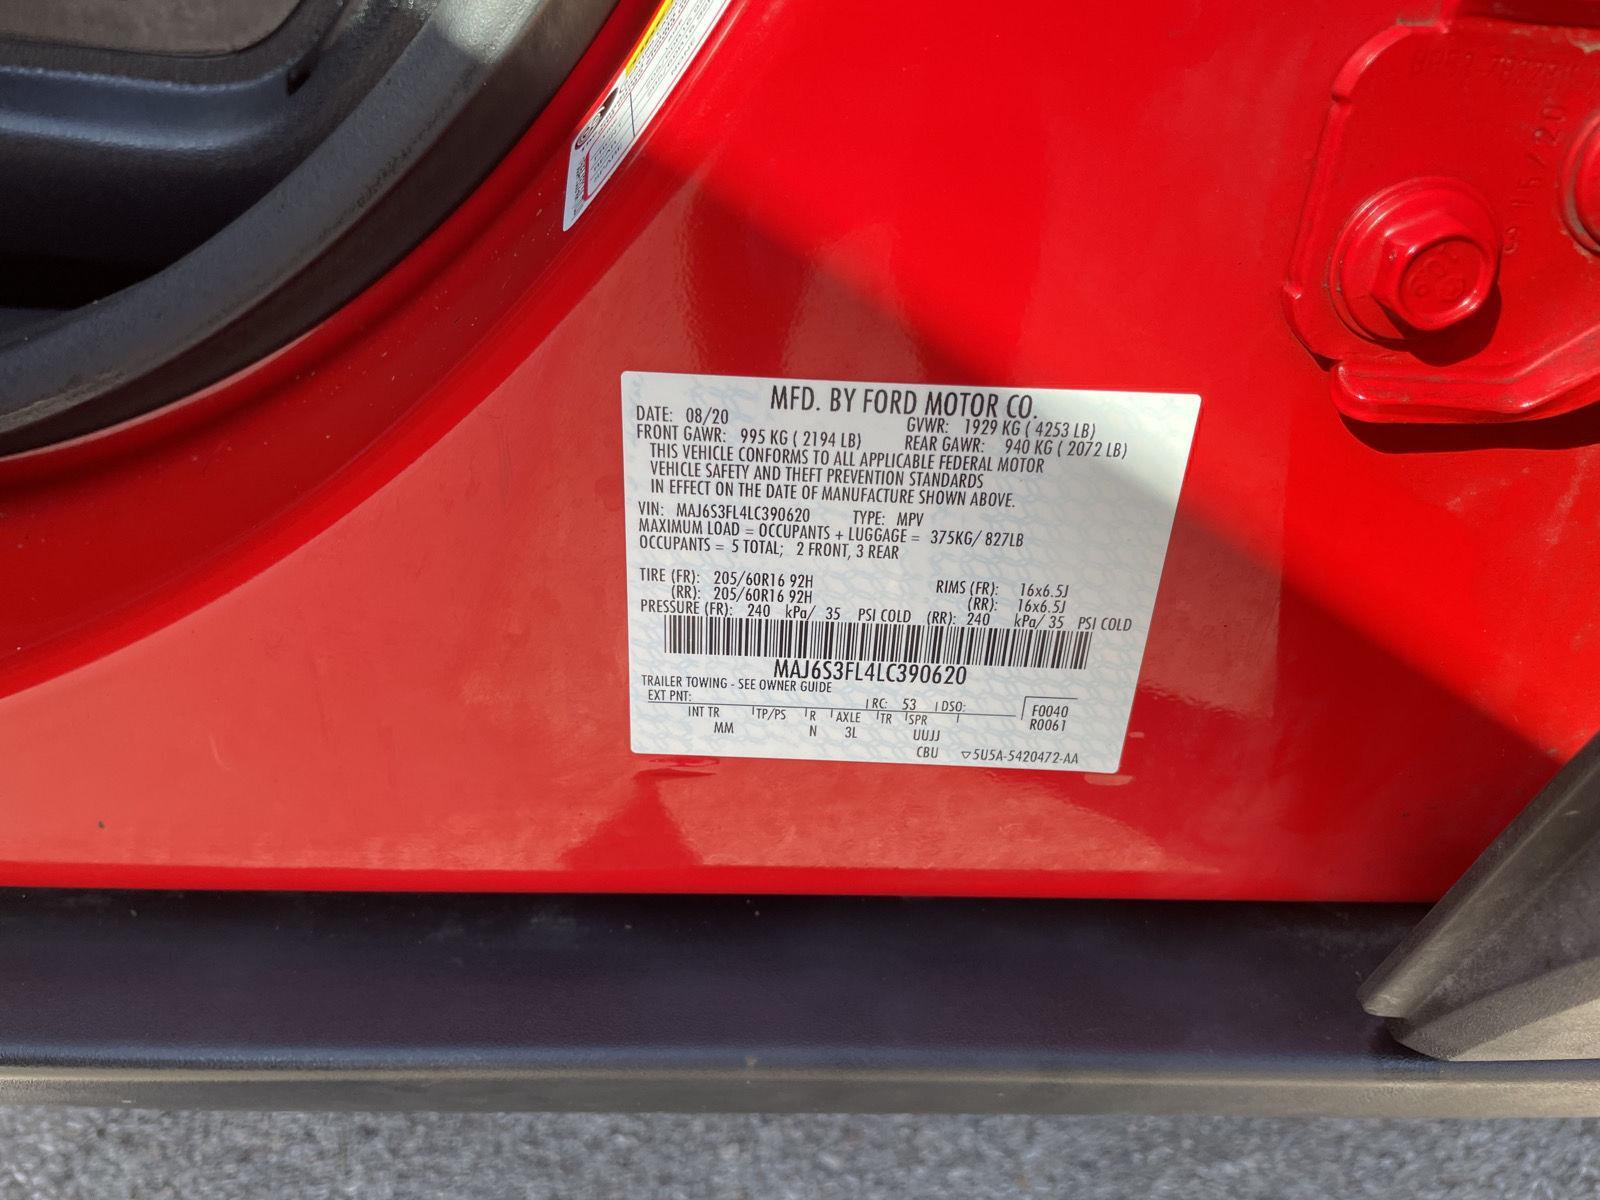 MFD. BY FORD MOTOR CO.
DATE: 08/20 GVWR: 1929 KG ( 4253 LB)
FRONT GAWR: 995 KG ( 2194 LB) REAR GAWR: 940 KG ( 2072 LB)
THIS VEHICLE CONFORMS TO ALL APPLICABLE FEDERAL MOTOR
VEHICLE SAFETY AND THEFT PREVENTION STANDARDS
IN EFFECT ON THE DATE OF MANUFACTURE SHOWN ABOVE.
VIN: MAJ6S3FL4LC390620 TYPE: MPV
MAXIMUM LOAD = OCCUPANTS + LUGGAGE = 375KG/ 827LB
OCCUPANTS = 5 TOTAL; 2 FRONT, 3 REAR
TIRE (FR): 205/60R16 92H RIMS (FR): 16x6.5J
(RR): 205/60R16 92H (RR): 16x6.5J
PRESSURE (FR): 240 kPa/ 35 PSI COLD (RR): 240 kPa/ 35 PSI COLD
MAJ6S3FL4LC390620
TRAILER TOWING - SEE OWNER GUIDE
EXT PNT: RC: 53 DSO: F0040
INT TR TP/PS R AXLE TR SPR R0061
MM N 3L UUJJ
CBU 5U5A-5420472-AA